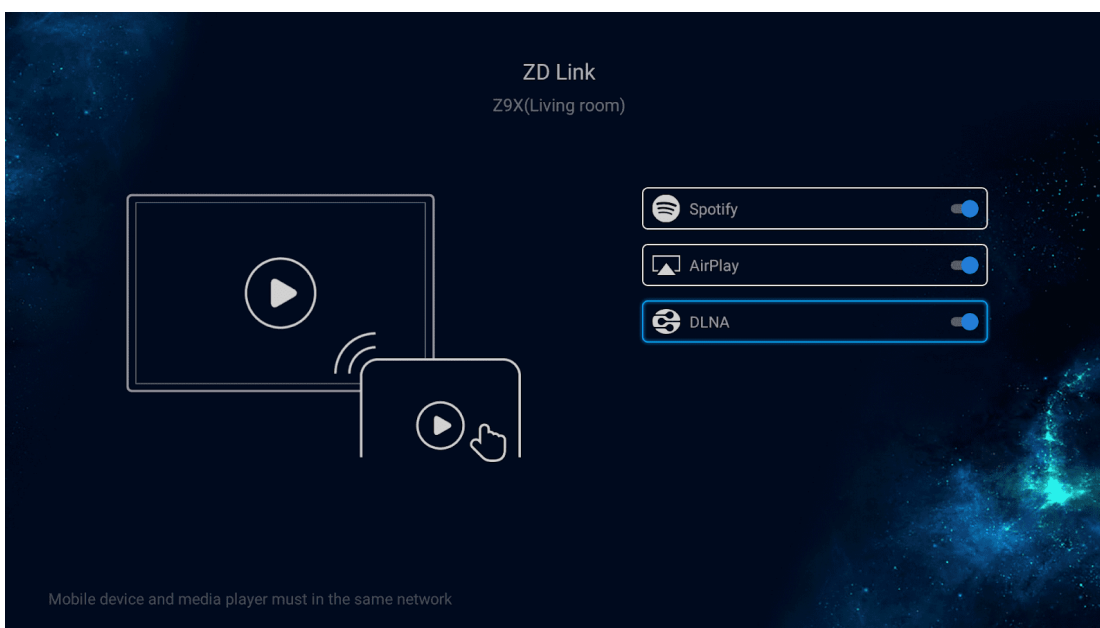 ZD Link
Z9X(Living room)
Spotify
AirPlay
DLNA
Mobile device and media player must in the same network